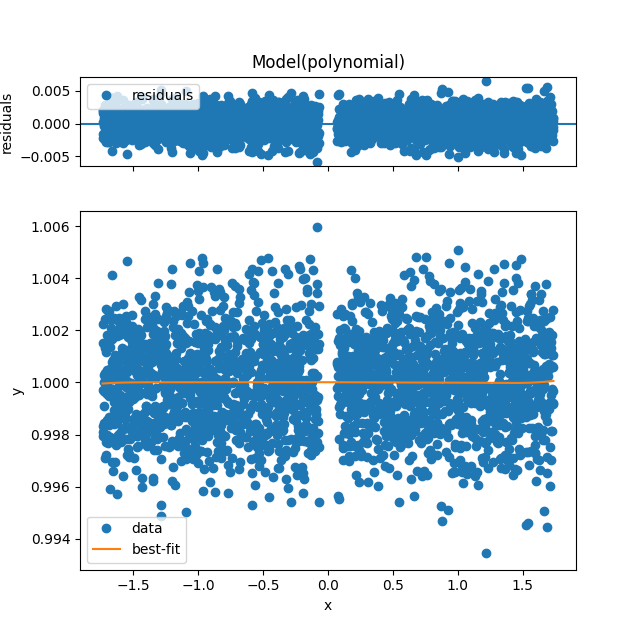 Model(polynomial)
residuals
0.005
0.000
−0.005
residuals
1.006
1.004
1.002
1.000
0.998
0.996
0.994
y
data
best-fit
−1.5 −1.0 −0.5 0.0 0.5 1.0 1.5
x